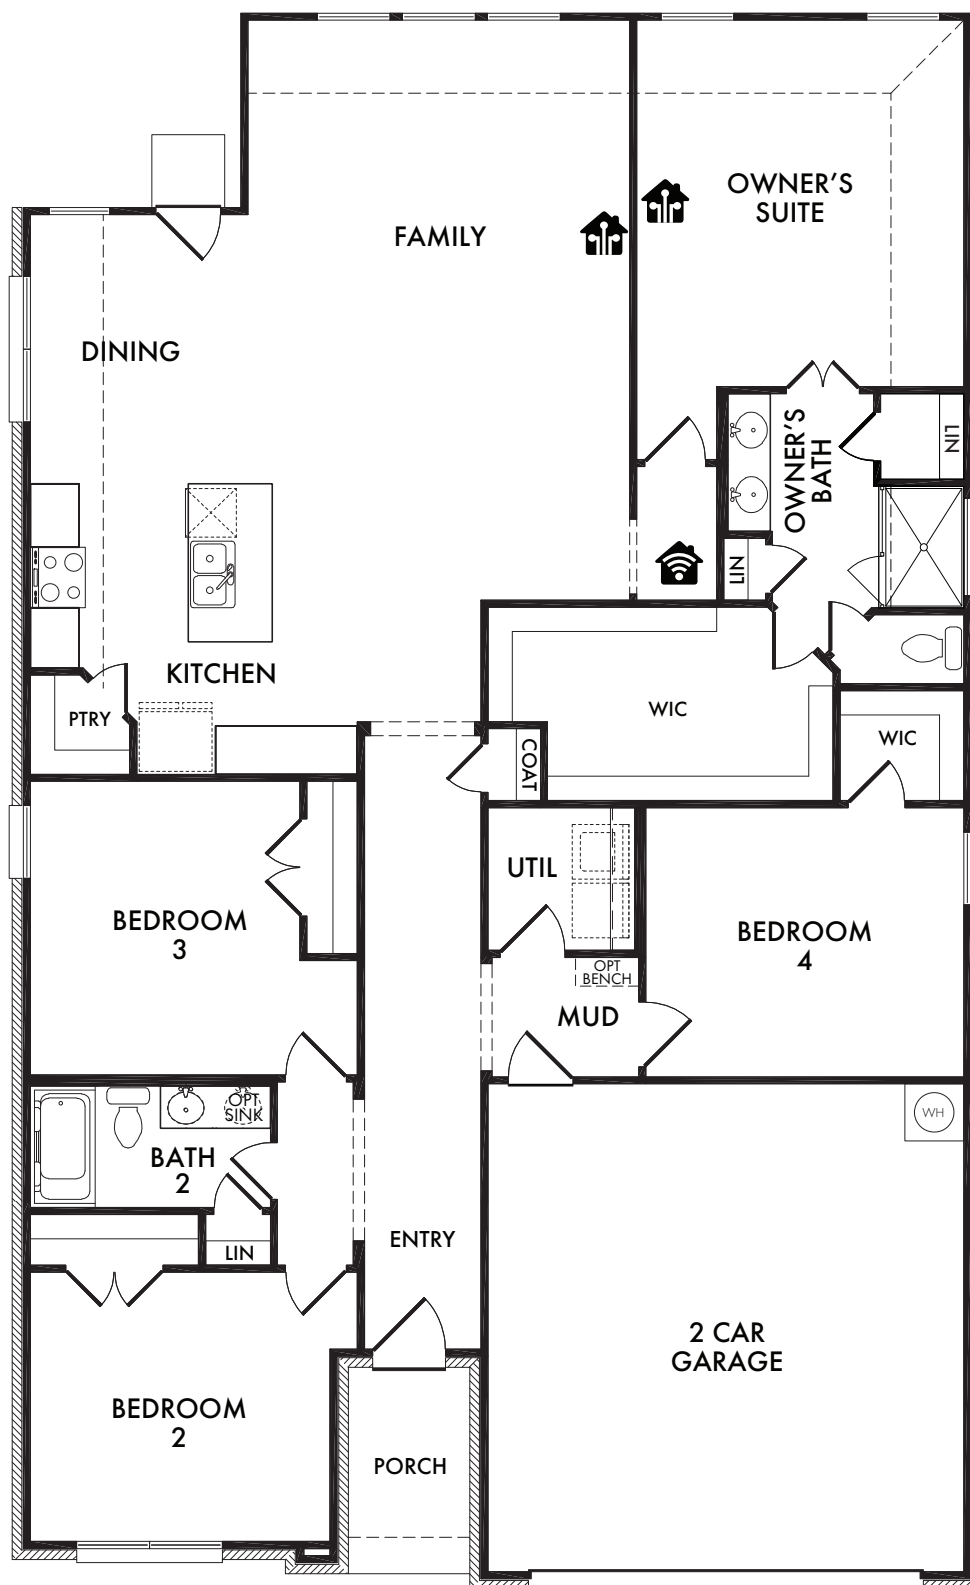 OWNER'S
SUITE
FAMILY
DINING
OWNER'S
BATH
LIN
LIN
KITCHEN
PTRY
WIC
WIC
COAT
UTIL
BEDROOM
3
BEDROOM
4
OPT
BENCH
MUD
OPT
SINK
WH
BATH
2
LIN
ENTRY
2 CAR
GARAGE
BEDROOM
2
PORCH